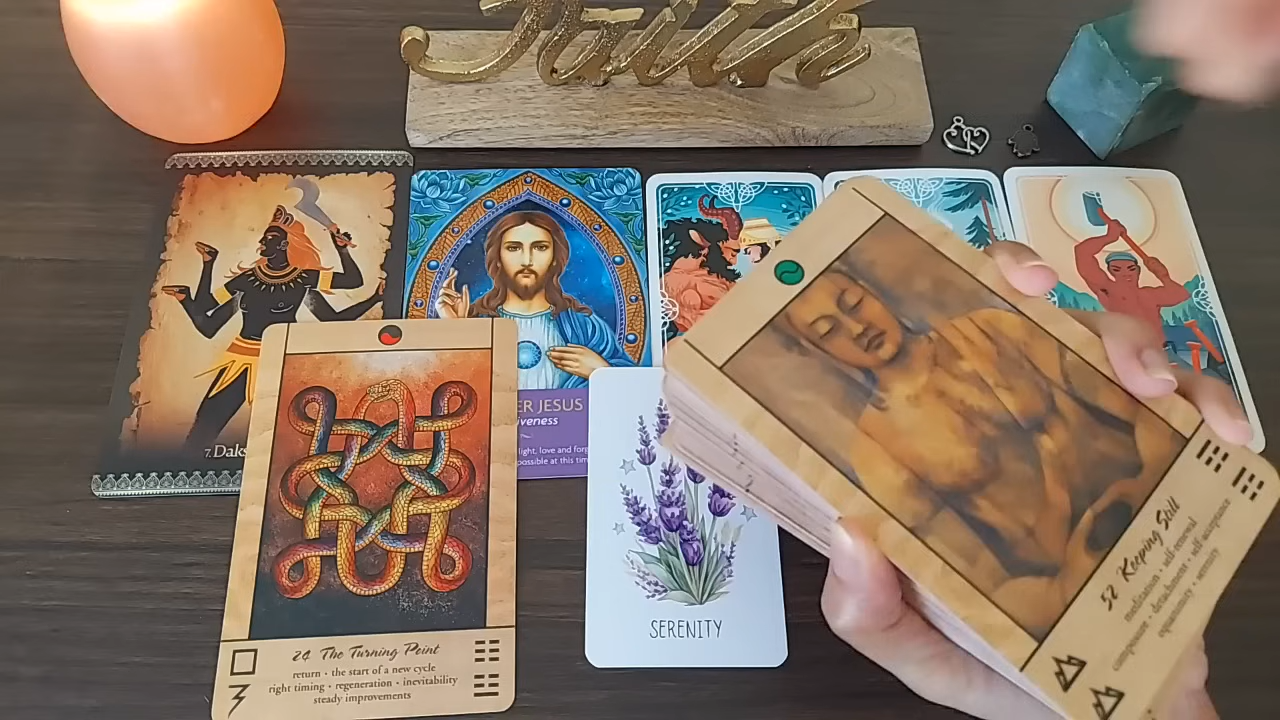 Faith
7. Daks
ER JESUS
iveness
light, love and forg
possible at this tim
24 The Turning Point
return • the start of a new cycle
right timing • regeneration • inevitability
steady improvements
SERENITY
52 Keeping Still
meditation • self renewal
composure • detachment • self acceptance
equanimity • serenity